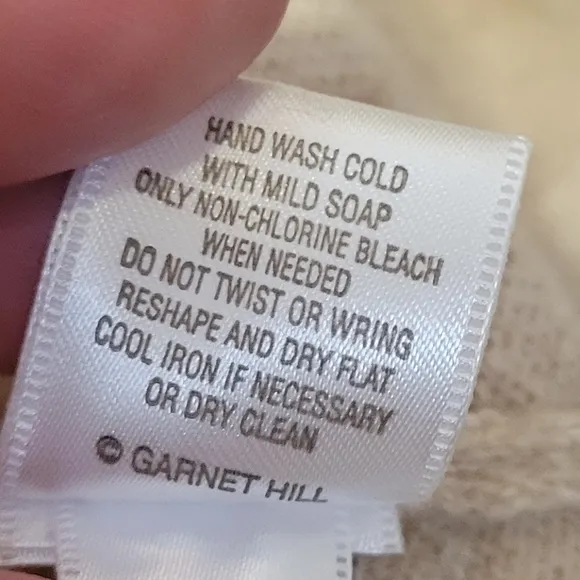 HAND WASH COLD
WITH MILD SOAP
ONLY NON-CHLORINE BLEACH
WHEN NEEDED
DO NOT TWIST OR WRING
RESHAPE AND DRY FLAT
COOL IRON IF NECESSARY
OR DRY CLEAN
© GARNET HILL